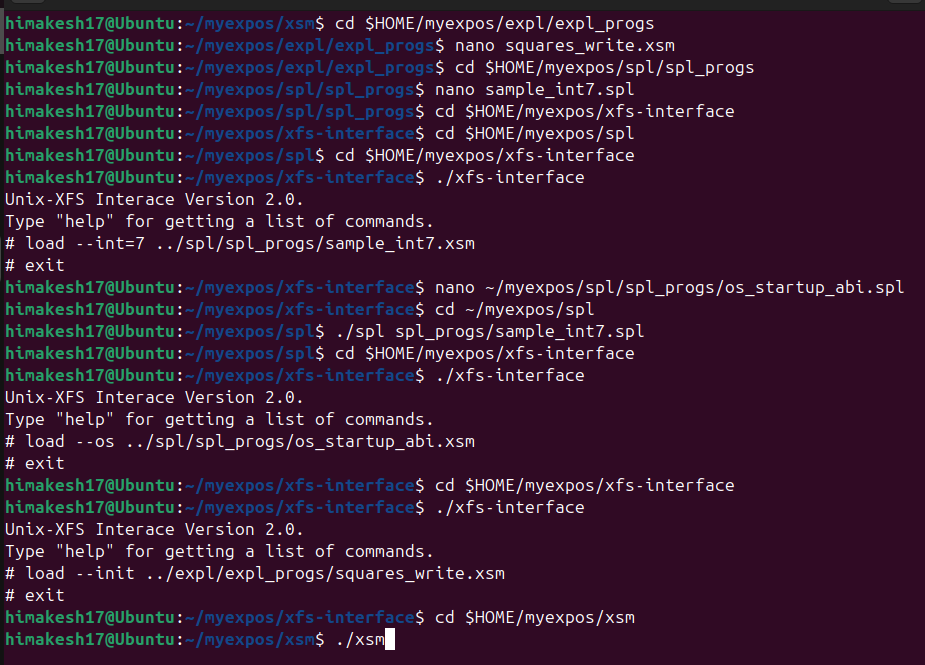 himakesh17@Ubuntu:~/myexpos/xsm$ cd $HOME/myexpos/expl/expl_progs
himakesh17@Ubuntu:~/myexpos/expl/expl_progs$ nano squares_write.xsm
himakesh17@Ubuntu:~/myexpos/expl/expl_progs$ cd $HOME/myexpos/spl/spl_progs
himakesh17@Ubuntu:~/myexpos/spl/spl_progs$ nano sample_int7.spl
himakesh17@Ubuntu:~/myexpos/spl/spl_progs$ cd $HOME/myexpos/xfs-interface
himakesh17@Ubuntu:~/myexpos/xfs-interface$ cd $HOME/myexpos/spl
himakesh17@Ubuntu:~/myexpos/spl$ cd $HOME/myexpos/xfs-interface
himakesh17@Ubuntu:~/myexpos/xfs-interface$ ./xfs-interface
Unix-XFS Interace Version 2.0.
Type "help" for getting a list of commands.
# load --int=7 ../spl/spl_progs/sample_int7.xsm
# exit
himakesh17@Ubuntu:~/myexpos/xfs-interface$ nano ~/myexpos/spl/spl_progs/os_startup_abi.spl
himakesh17@Ubuntu:~/myexpos/xfs-interface$ cd ~/myexpos/spl
himakesh17@Ubuntu:~/myexpos/spl$ ./spl spl_progs/sample_int7.spl
himakesh17@Ubuntu:~/myexpos/spl$ cd $HOME/myexpos/xfs-interface
himakesh17@Ubuntu:~/myexpos/xfs-interface$ ./xfs-interface
Unix-XFS Interace Version 2.0.
Type "help" for getting a list of commands.
# load --os ../spl/spl_progs/os_startup_abi.xsm
# exit
himakesh17@Ubuntu:~/myexpos/xfs-interface$ cd $HOME/myexpos/xfs-interface
himakesh17@Ubuntu:~/myexpos/xfs-interface$ ./xfs-interface
Unix-XFS Interace Version 2.0.
Type "help" for getting a list of commands.
# load --init ../expl/expl_progs/squares_write.xsm
# exit
himakesh17@Ubuntu:~/myexpos/xfs-interface$ cd $HOME/myexpos/xsm
himakesh17@Ubuntu:~/myexpos/xsm$ ./xsm